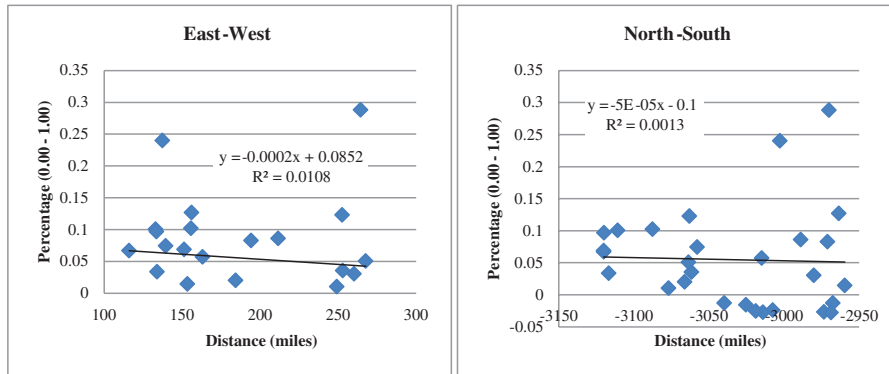 East-West
0.35
0.3
0.25
0.2
0.15
0.1
0.05
0
100 150 200 250 300
Percentage (0.00 - 1.00)
Distance (miles)
y = -0.0002x + 0.0852
R² = 0.0108
North-South
0.35
0.3
0.25
0.2
0.15
0.1
0.05
0
-0.05
-3150 -3100 -3050 -3000 -2950
Percentage (0.00 - 1.00)
Distance (miles)
y = -5E-05x - 0.1
R² = 0.0013